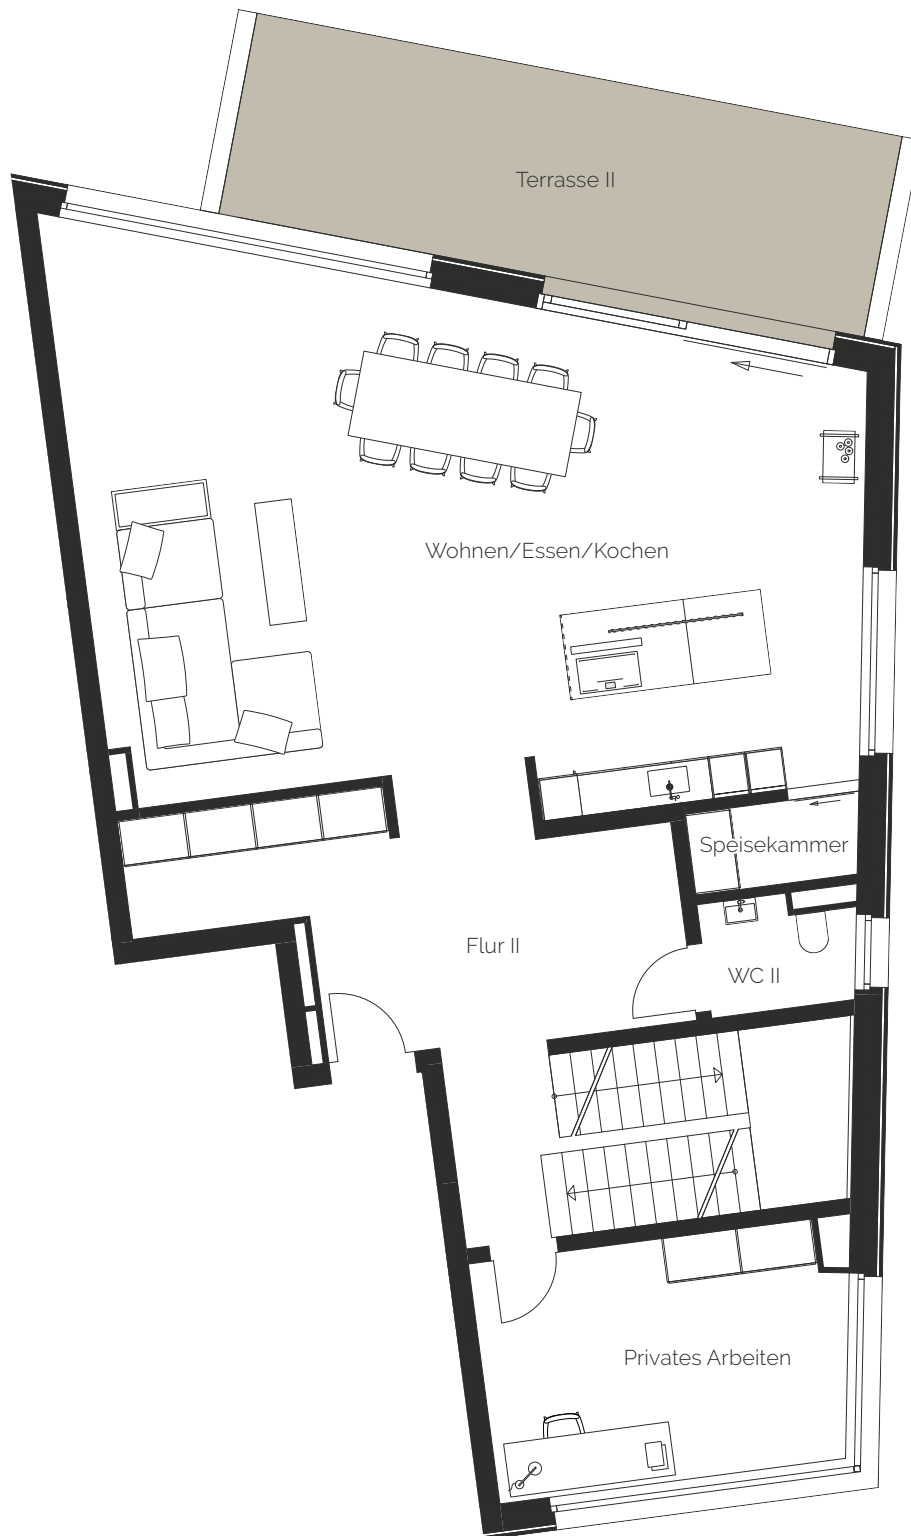 Terrasse II
Wohnen/Essen/Kochen
Speisekammer
Flur II
WC II
Privates Arbeiten